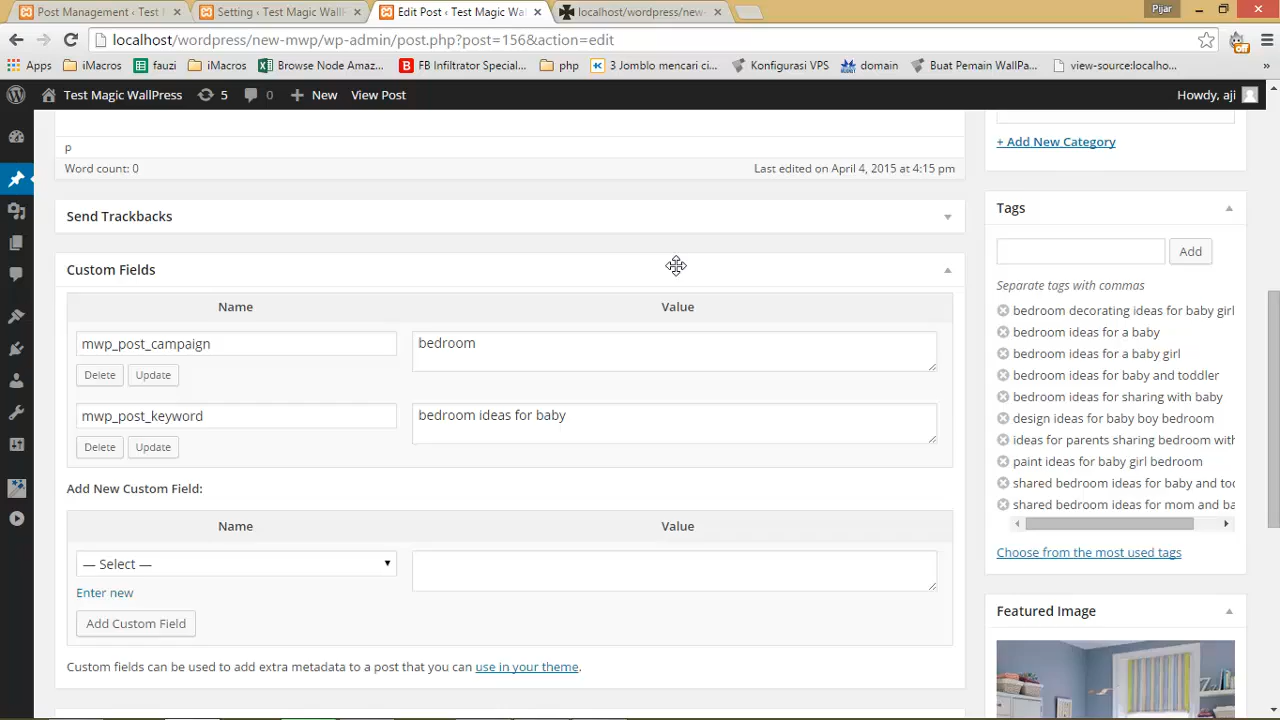 Post Management ‹ Test
Setting ‹ Test Magic WallP
Edit Post ‹ Test Magic Wal
localhost/wordpress/new-
Pijar
localhost/wordpress/new-mwp/wp-admin/post.php?post=156&action=edit
off
Apps
iMacros
fauzi
iMacros
Browse Node Amaz...
FB Infiltrator Special...
php
3 Jomblo mencari ci...
Konfigurasi VPS
domain
Buat Pemain WallPa...
view-source:localho...
»
Test Magic WallPress
5
0
New
View Post
Howdy, aji
p
Word count: 0
Last edited on April 4, 2015 at 4:15 pm
+ Add New Category
Send Trackbacks
Tags
Add
Separate tags with commas
bedroom decorating ideas for baby girl
bedroom ideas for a baby
bedroom ideas for a baby girl
bedroom ideas for baby and toddler
bedroom ideas for sharing with baby
design ideas for baby boy bedroom
ideas for parents sharing bedroom with
paint ideas for baby girl bedroom
shared bedroom ideas for baby and to
shared bedroom ideas for mom and ba
Choose from the most used tags
Custom Fields
Name
Value
mwp_post_campaign
bedroom
Delete
Update
mwp_post_keyword
bedroom ideas for baby
Delete
Update
Add New Custom Field:
Name
Value
— Select —
Enter new
Add Custom Field
Custom fields can be used to add extra metadata to a post that you can use in your theme.
Featured Image